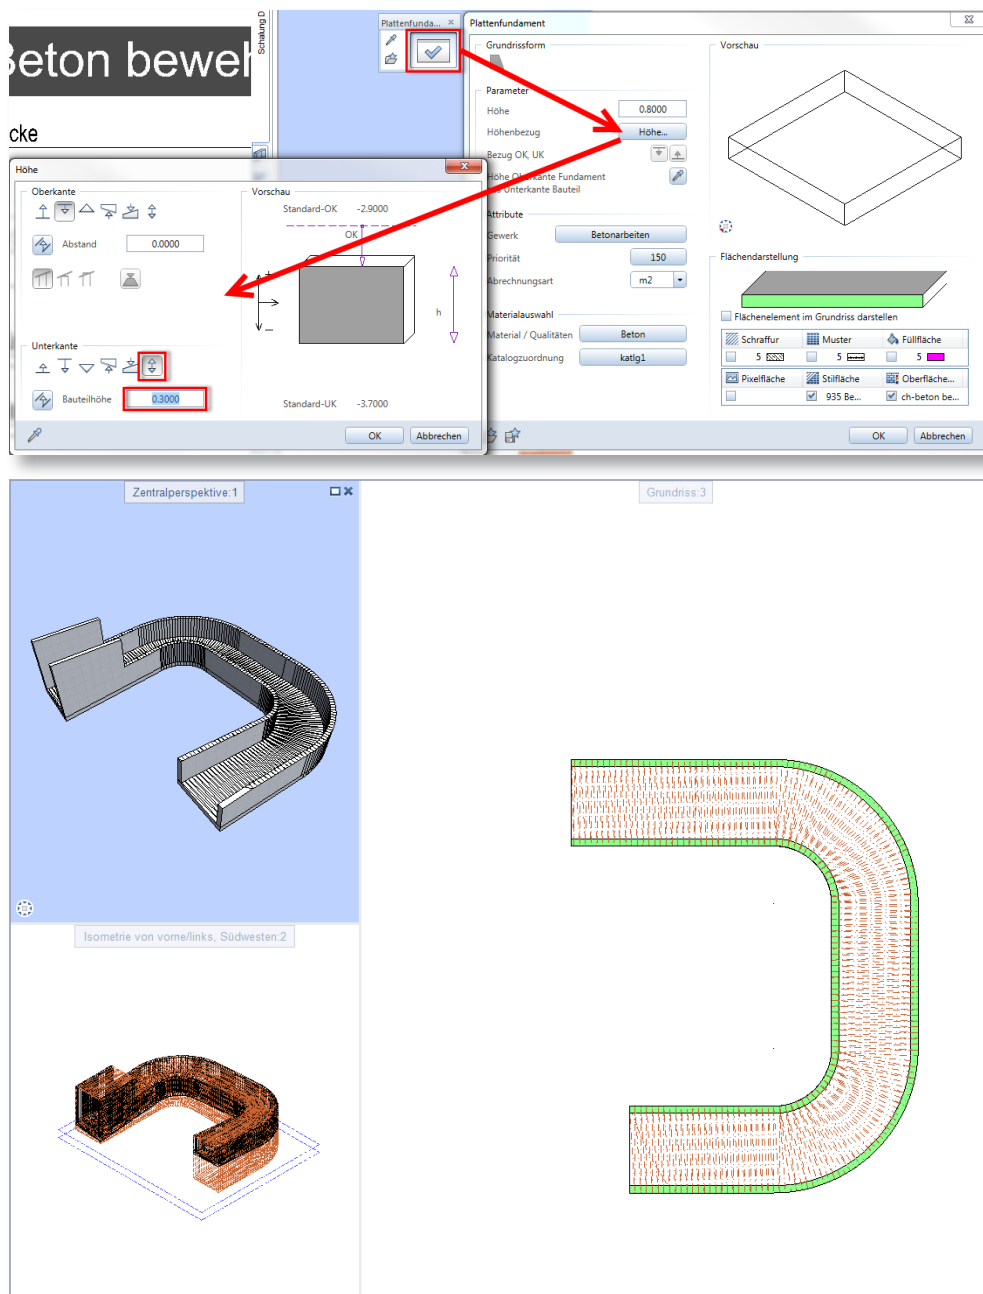 Beton beweh
Schalung D
cke
Plattenfunda...
Plattenfundament
Grundrissform
Parameter
Höhe
0.8000
Höhenbezug
Höhe...
Bezug OK, UK
Höhe Oberkante Fundament
Unterkante Bauteil
Attribute
Gewerk
Betonarbeiten
Priorität
150
Abrechnungsart
m2
Materialauswahl
Material / Qualitäten
Beton
Katalogzuordnung
katlg1
Vorschau
Flächendarstellung
Flächenelement im Grundriss darstellen
Schraffur
Muster
Füllfläche
5
5
5
Pixelfläche
Stilfläche
Oberfläche...
935 Be...
ch-beton be...
OK
Abbrechen
Höhe
Oberkante
Abstand
0.0000
Unterkante
Bauteilhöhe
0.3000
Vorschau
Standard-OK -2.9000
OK
+
h
−
Standard-UK -3.7000
OK
Abbrechen
Zentralperspektive:1
Grundriss:3
Isometrie von vorne/links, Südwesten:2